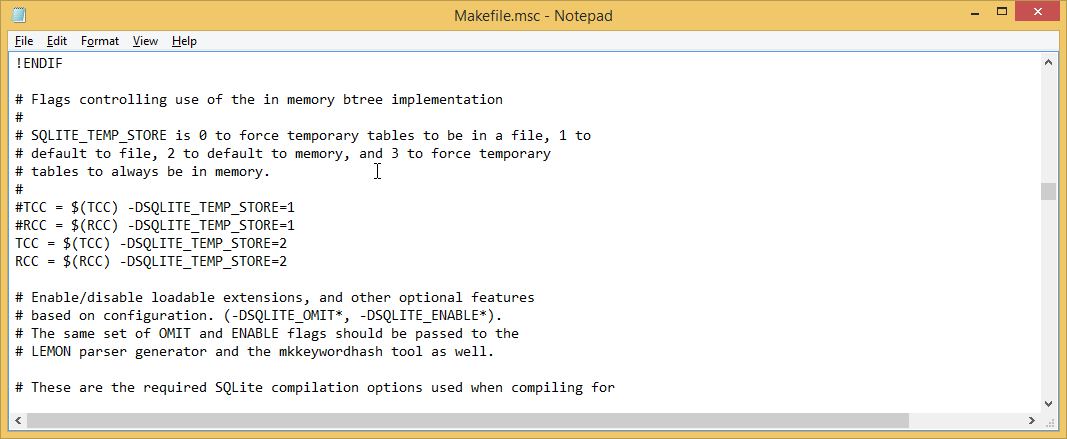 Makefile.msc - Notepad
File Edit Format View Help
!ENDIF
# Flags controlling use of the in memory btree implementation
#
# SQLITE_TEMP_STORE is 0 to force temporary tables to be in a file, 1 to
# default to file, 2 to default to memory, and 3 to force temporary
# tables to always be in memory.
#
#TCC = $(TCC) -DSQLITE_TEMP_STORE=1
#RCC = $(RCC) -DSQLITE_TEMP_STORE=1
TCC = $(TCC) -DSQLITE_TEMP_STORE=2
RCC = $(RCC) -DSQLITE_TEMP_STORE=2
# Enable/disable loadable extensions, and other optional features
# based on configuration. (-DSQLITE_OMIT*, -DSQLITE_ENABLE*).
# The same set of OMIT and ENABLE flags should be passed to the
# LEMON parser generator and the mkkeywordhash tool as well.
# These are the required SQLite compilation options used when compiling for